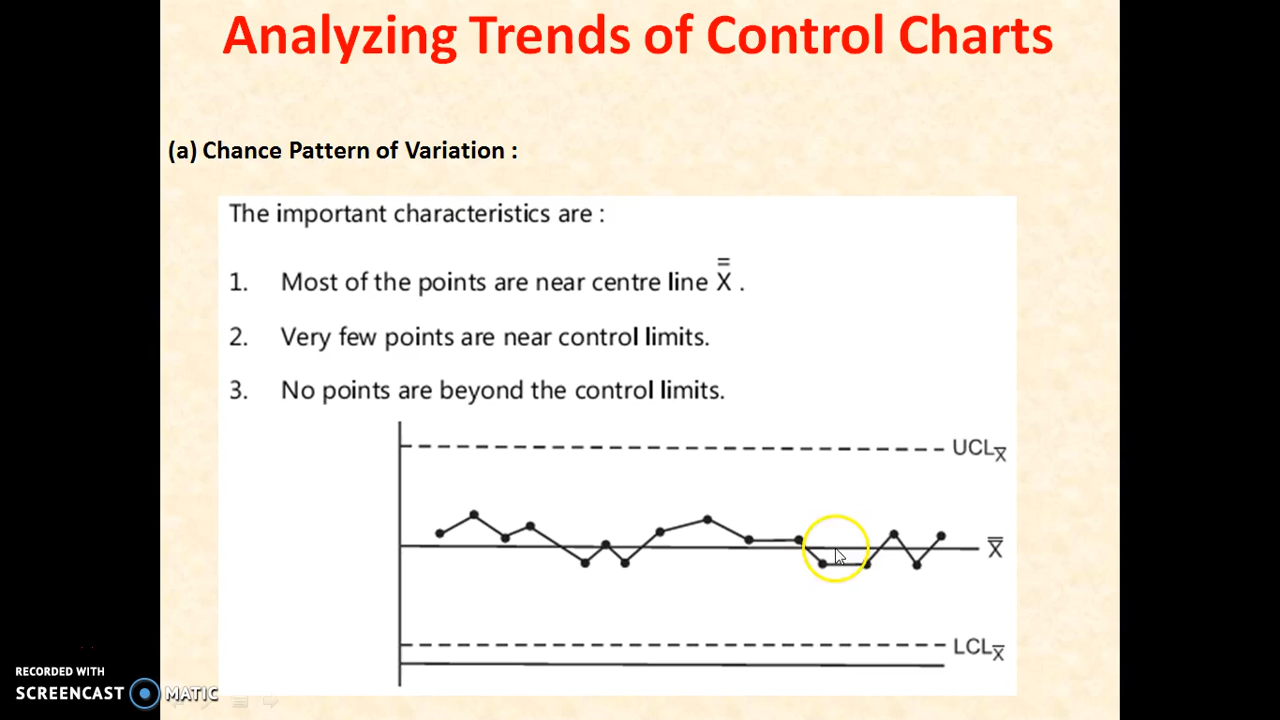 Analyzing Trends of Control Charts
(a) Chance Pattern of Variation :
The important characteristics are :
1. Most of the points are near centre line X̿ .
2. Very few points are near control limits.
3. No points are beyond the control limits.
UCLX̅
X̿
LCLX̅
RECORDED WITH
SCREENCAST MATIC